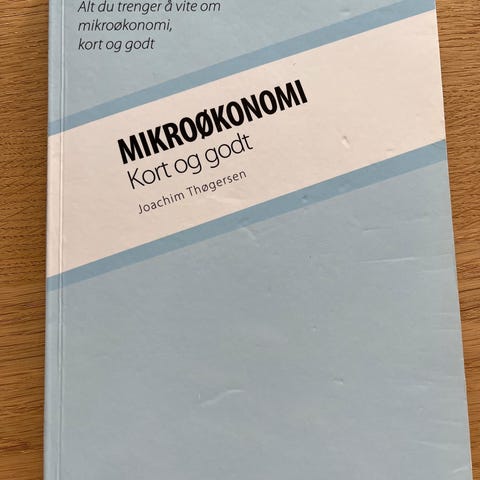 Alt du trenger å vite om
mikroøkonomi,
kort og godt
MIKROØKONOMI
Kort og godt
Joachim Thøgersen